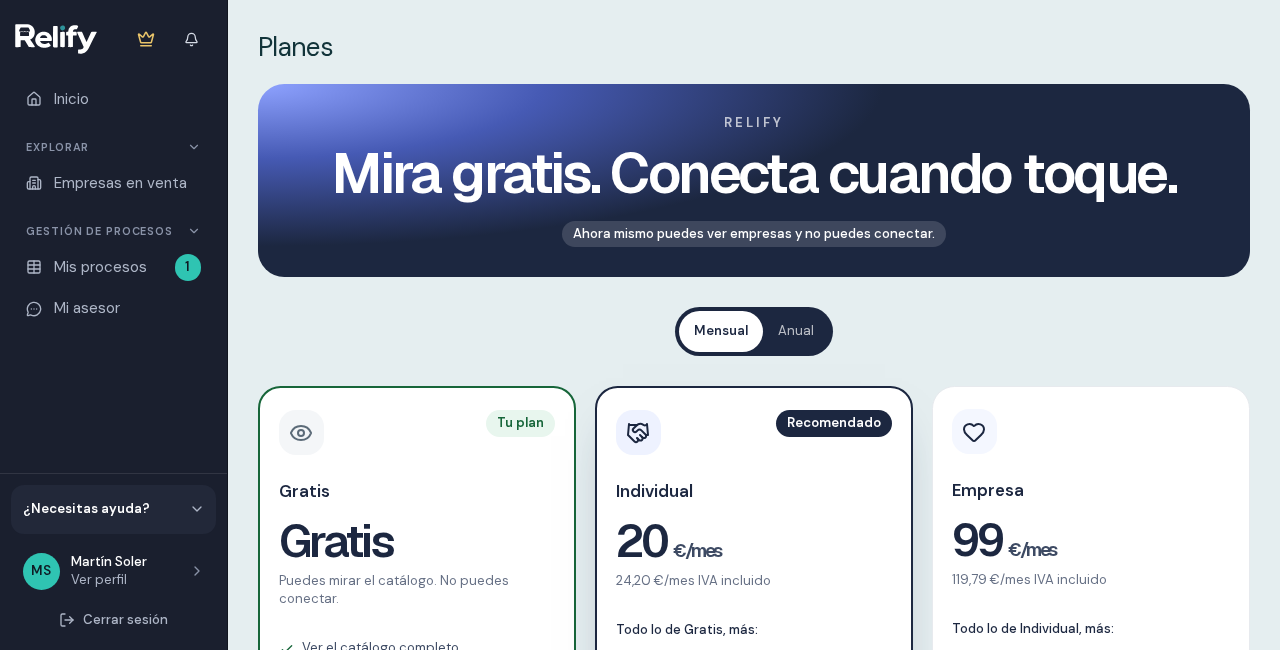 Relify
Inicio
EXPLORAR
Empresas en venta
GESTIÓN DE PROCESOS
Mis procesos
1
Mi asesor
¿Necesitas ayuda?
MS
Martín Soler
Ver perfil
Cerrar sesión
Planes
RELIFY
Mira gratis. Conecta cuando toque.
Ahora mismo puedes ver empresas y no puedes conectar.
Mensual
Anual
Tu plan
Gratis
Gratis
Puedes mirar el catálogo. No puedes
conectar.
Ver el catálogo completo
Recomendado
Individual
20 €/mes
24,20 €/mes IVA incluido
Todo lo de Gratis, más:
Empresa
99 €/mes
119,79 €/mes IVA incluido
Todo lo de Individual, más: